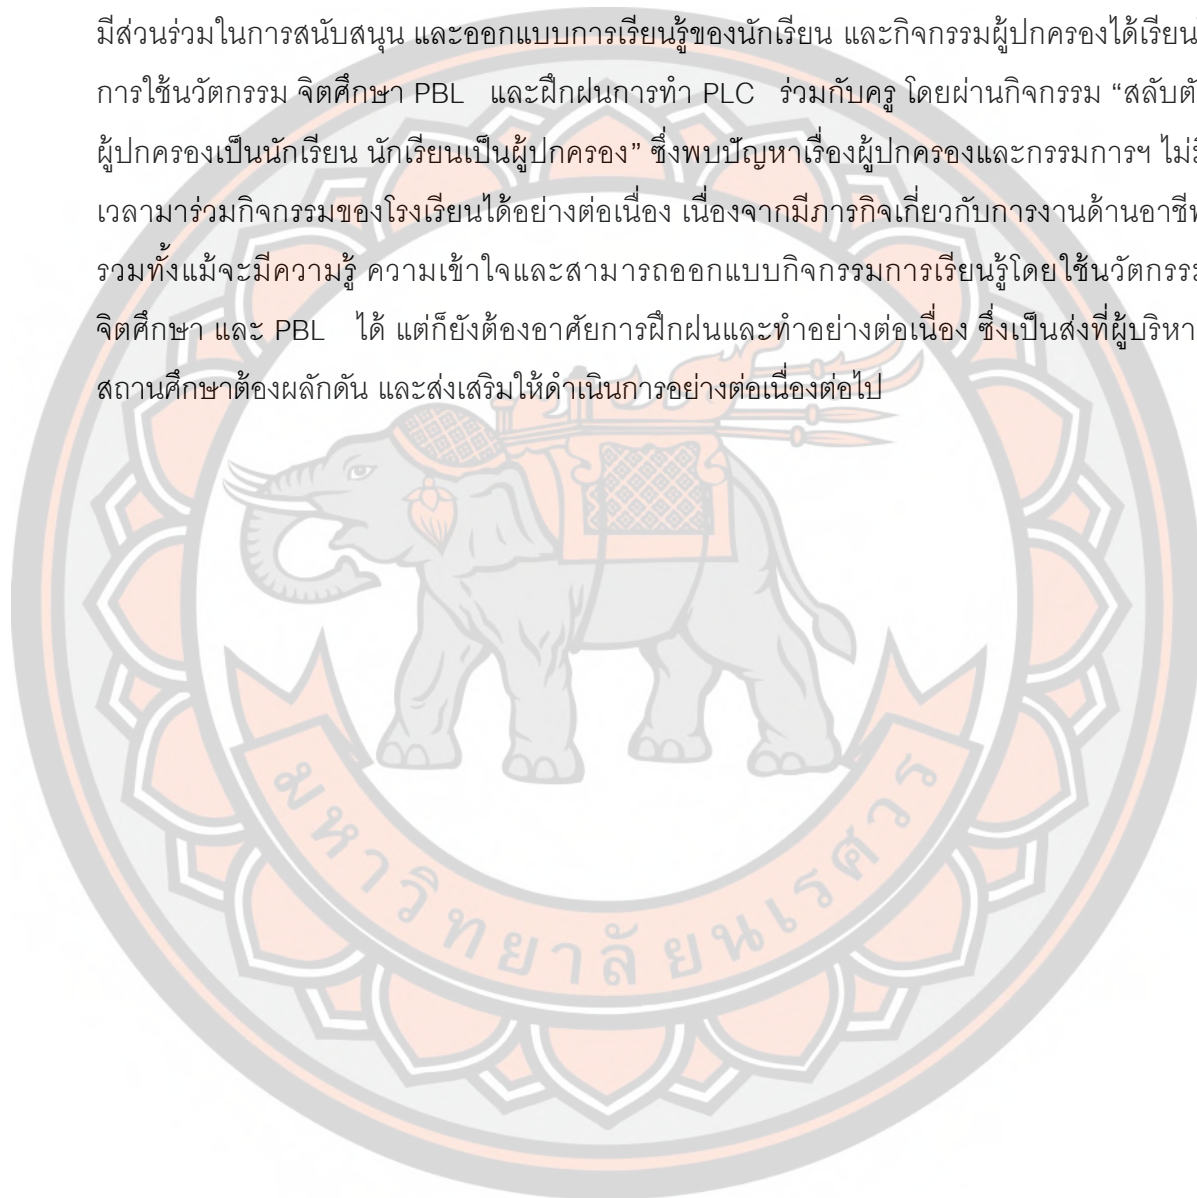 มีส่วนร่วมในการสนับสนุน และออกแบบการเรียนรู้ของนักเรียน และกิจกรรมผู้ปกครองได้เรียน
การใช้นวัตกรรม จิตศึกษา PBL และฝึกฝนการทำ PLC ร่วมกับครู โดยผ่านกิจกรรม “สลับตั
ผู้ปกครองเป็นนักเรียน นักเรียนเป็นผู้ปกครอง” ซึ่งพบปัญหาเรื่องผู้ปกครองและกรรมการฯ ไม่มี
เวลามาร่วมกิจกรรมของโรงเรียนได้อย่างต่อเนื่อง เนื่องจากมีภารกิจเกี่ยวกับการงานด้านอาชีพ
รวมทั้งแม้จะมีความรู้ ความเข้าใจและสามารถออกแบบกิจกรรมการเรียนรู้โดยใช้นวัตกรรม
จิตศึกษา และ PBL ได้ แต่ก็ยังต้องอาศัยการฝึกฝนและทำอย่างต่อเนื่อง ซึ่งเป็นส่งที่ผู้บริหา
สถานศึกษาต้องผลักดัน และส่งเสริมให้ดำเนินการอย่างต่อเนื่องต่อไป
มหาวิทยาลัยนเรศวร